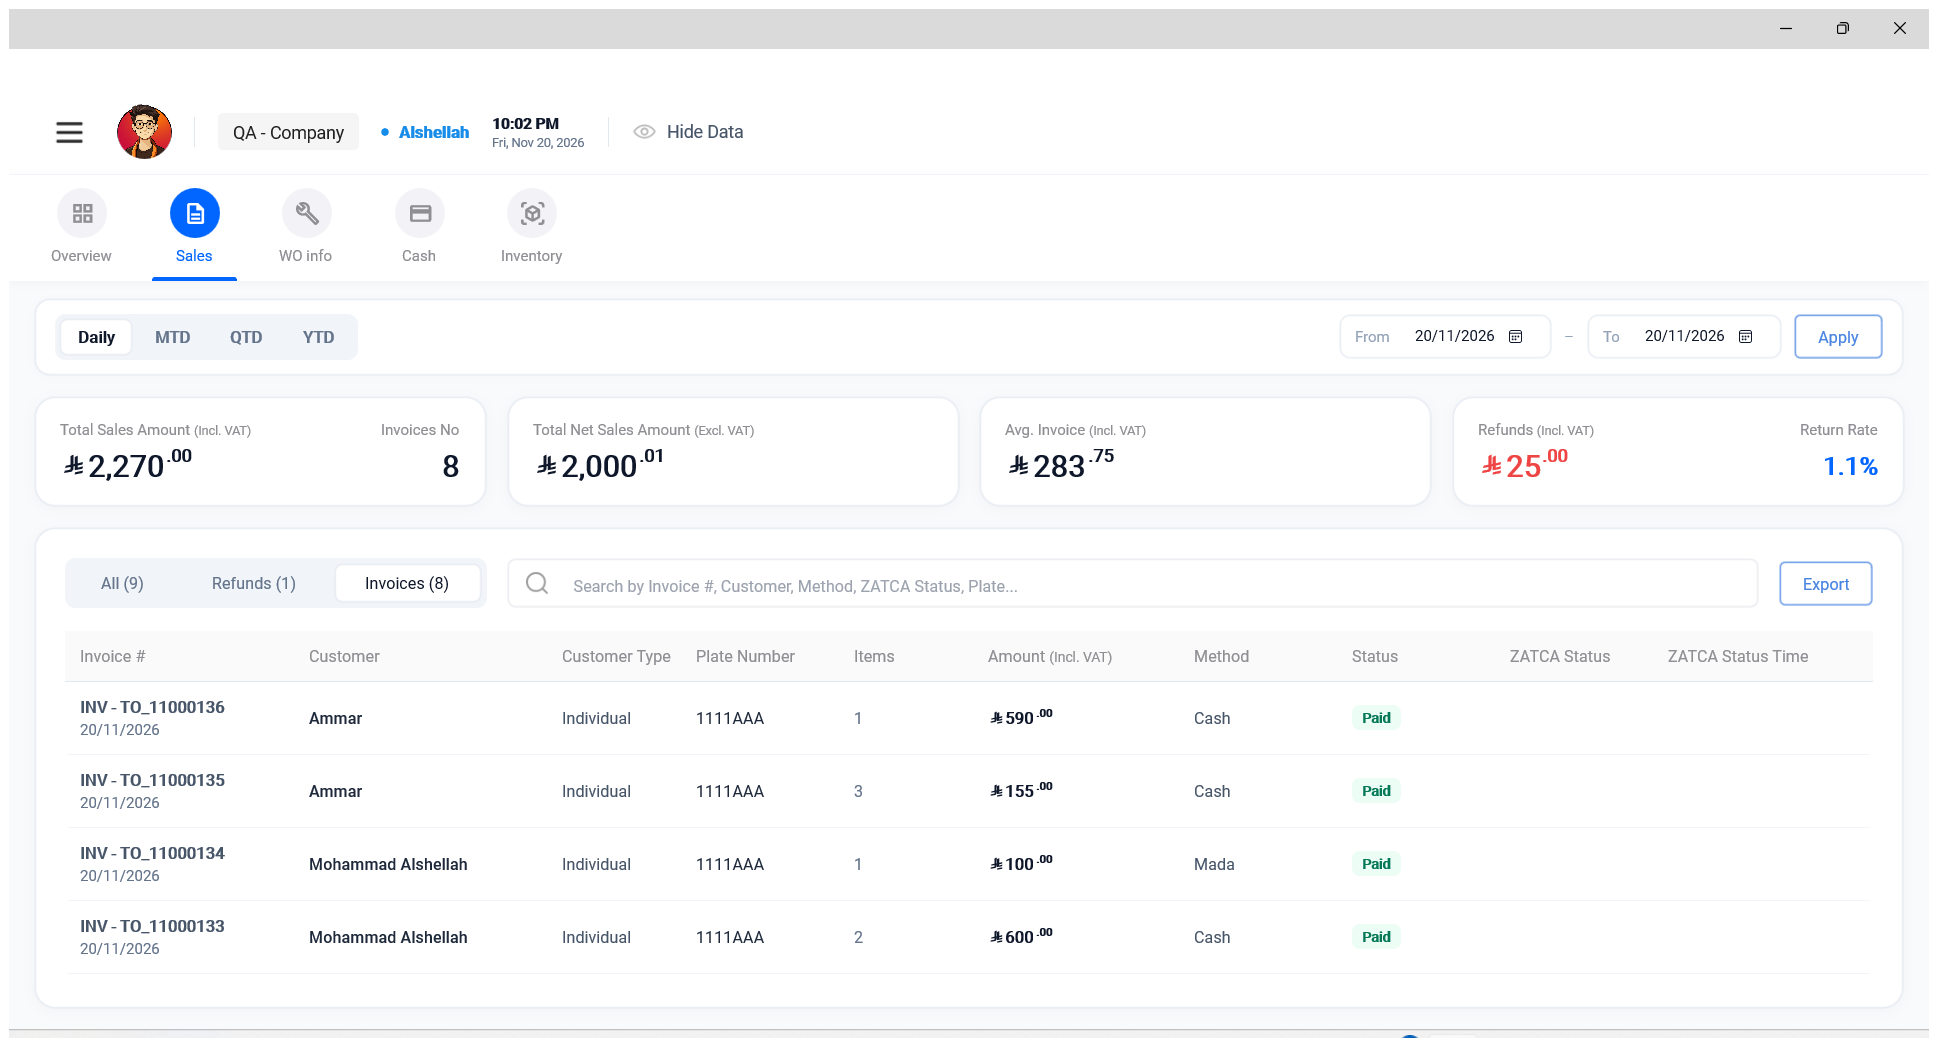 QA - Company
Alshellah
10:02 PM
Fri, Nov 20, 2026
Hide Data
Overview
Sales
WO info
Cash
Inventory
Daily MTD QTD YTD
From 20/11/2026 – To 20/11/2026 Apply
Total Sales Amount (Incl. VAT) Invoices No
2,270.00 8
Total Net Sales Amount (Excl. VAT)
2,000.01
Avg. Invoice (Incl. VAT)
283.75
Refunds (Incl. VAT) Return Rate
25.00 1.1%
All (9) Refunds (1) Invoices (8) Search by Invoice #, Customer, Method, ZATCA Status, Plate... Export
Invoice # Customer Customer Type Plate Number Items Amount (Incl. VAT) Method Status ZATCA Status ZATCA Status Time
INV - TO_11000136
20/11/2026
Ammar Individual 1111AAA 1 590.00 Cash Paid
INV - TO_11000135
20/11/2026
Ammar Individual 1111AAA 3 155.00 Cash Paid
INV - TO_11000134
20/11/2026
Mohammad Alshellah Individual 1111AAA 1 100.00 Mada Paid
INV - TO_11000133
20/11/2026
Mohammad Alshellah Individual 1111AAA 2 600.00 Cash Paid